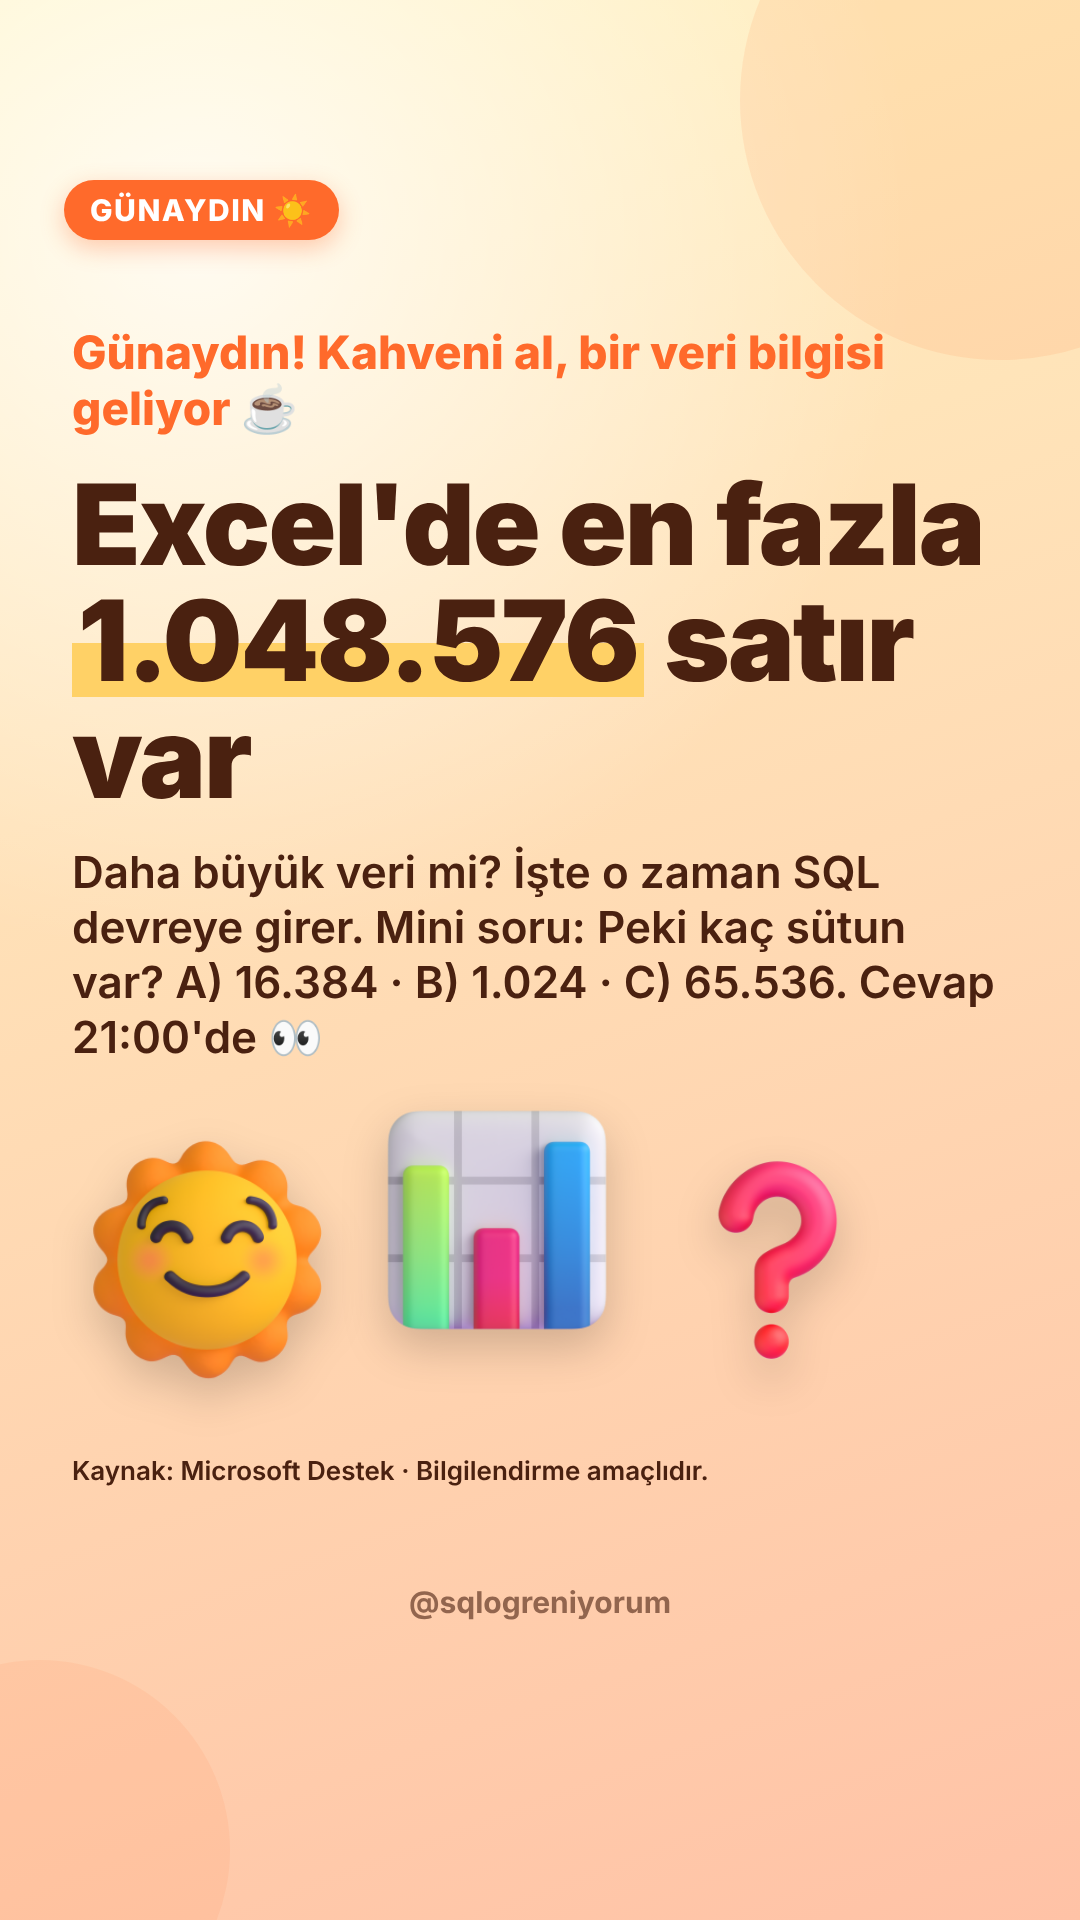 GÜNAYDIN ☀️
Günaydın! Kahveni al, bir veri bilgisi
geliyor ☕
Excel'de en fazla
1.048.576 satır
var
Daha büyük veri mi? İşte o zaman SQL
devreye girer. Mini soru: Peki kaç sütun
var? A) 16.384 · B) 1.024 · C) 65.536. Cevap
21:00'de 👀
Kaynak: Microsoft Destek · Bilgilendirme amaçlıdır.
@sqlogreniyorum